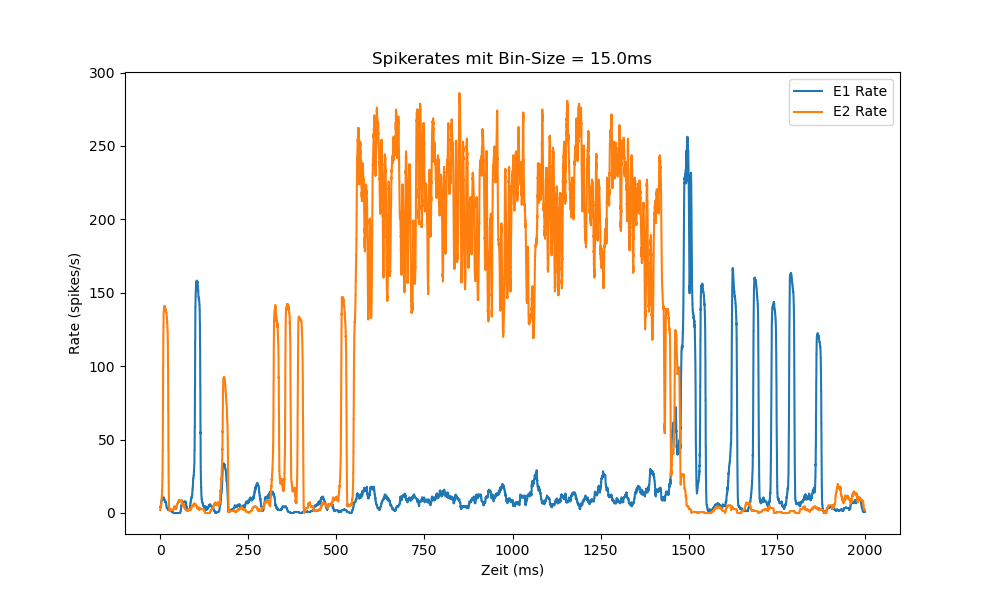 Spikerates mit Bin-Size = 15.0ms
E1 Rate
E2 Rate
Rate (spikes/s)
300
250
200
150
100
50
0
0 250 500 750 1000 1250 1500 1750 2000
Zeit (ms)